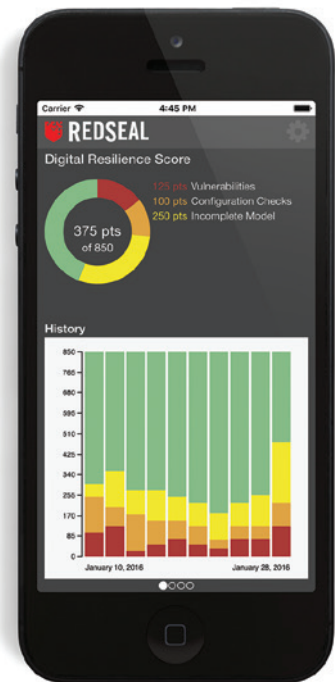 Carrier 4:45 PM
REDSEAL
Digital Resilience Score
375 pts
of 850
125 pts Vulnerabilities
100 pts Configuration Checks
250 pts Incomplete Model
History
850
765
680
595
510
425
340
255
170
85
0
January 10, 2016 January 28, 2016